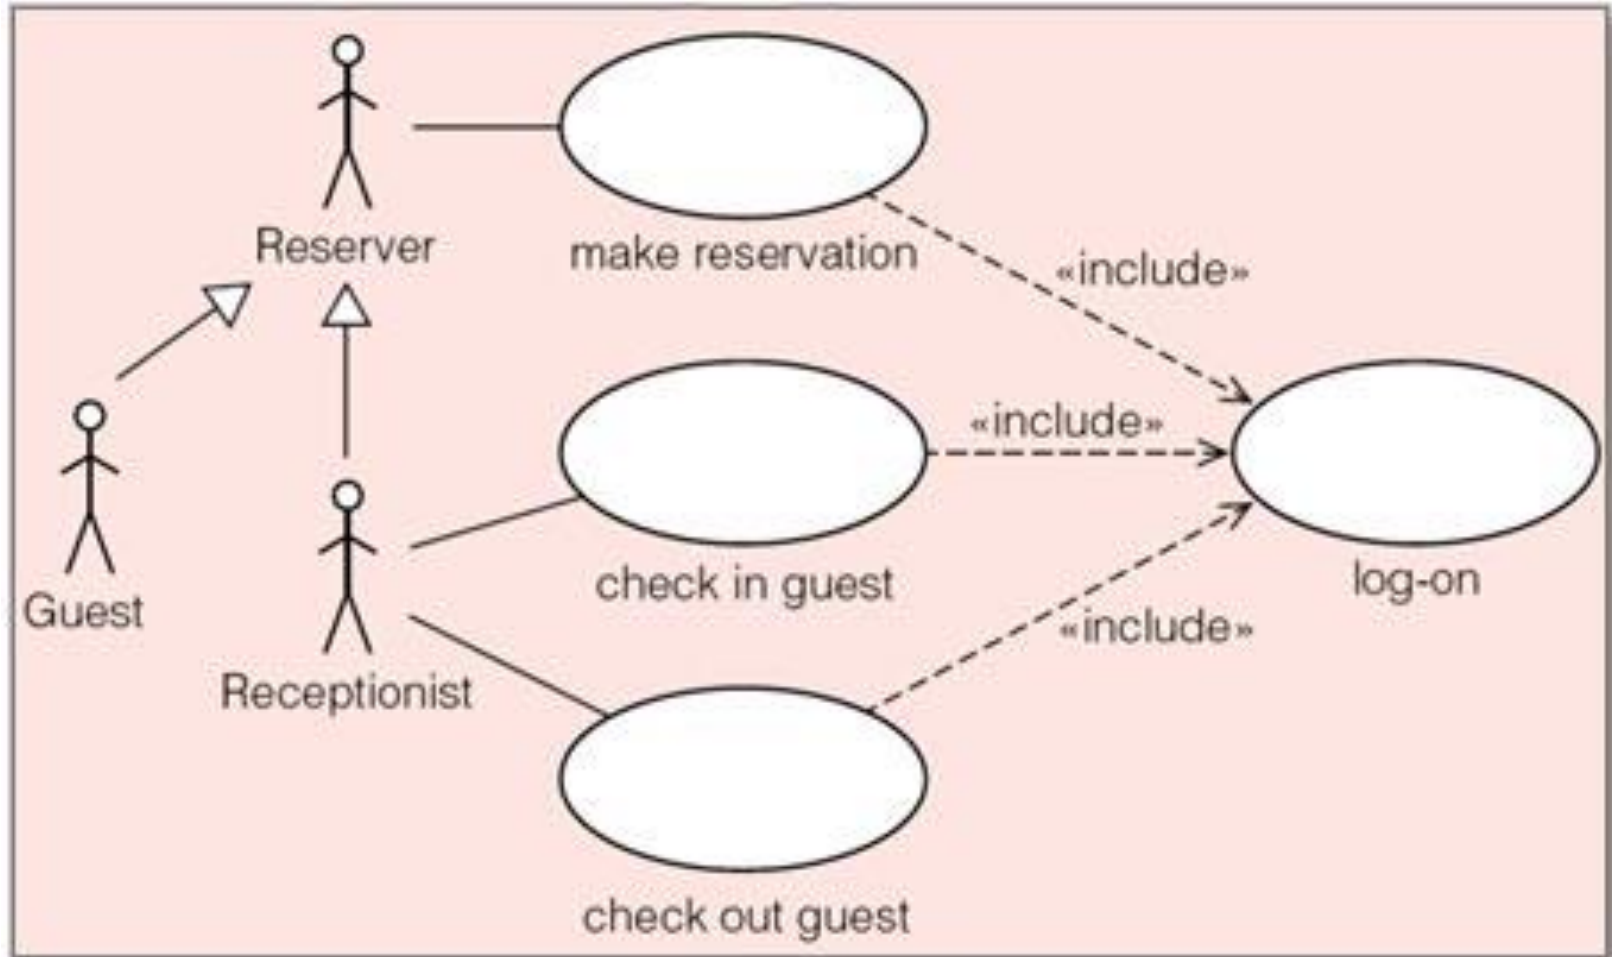 Reserver
make reservation
«include»
«include»
Guest
check in guest
log-on
«include»
Receptionist
check out guest